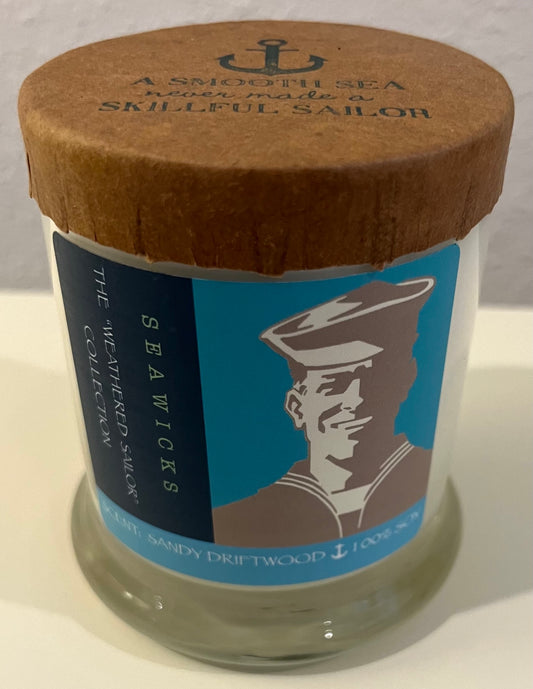 A SMOOTH SEA
never made a
SKILLFUL SAILOR
SEAWICKS
THE "WEATHERED SAILOR"
COLLECTION
SCENT: SANDY DRIFTWOOD 100% SOY